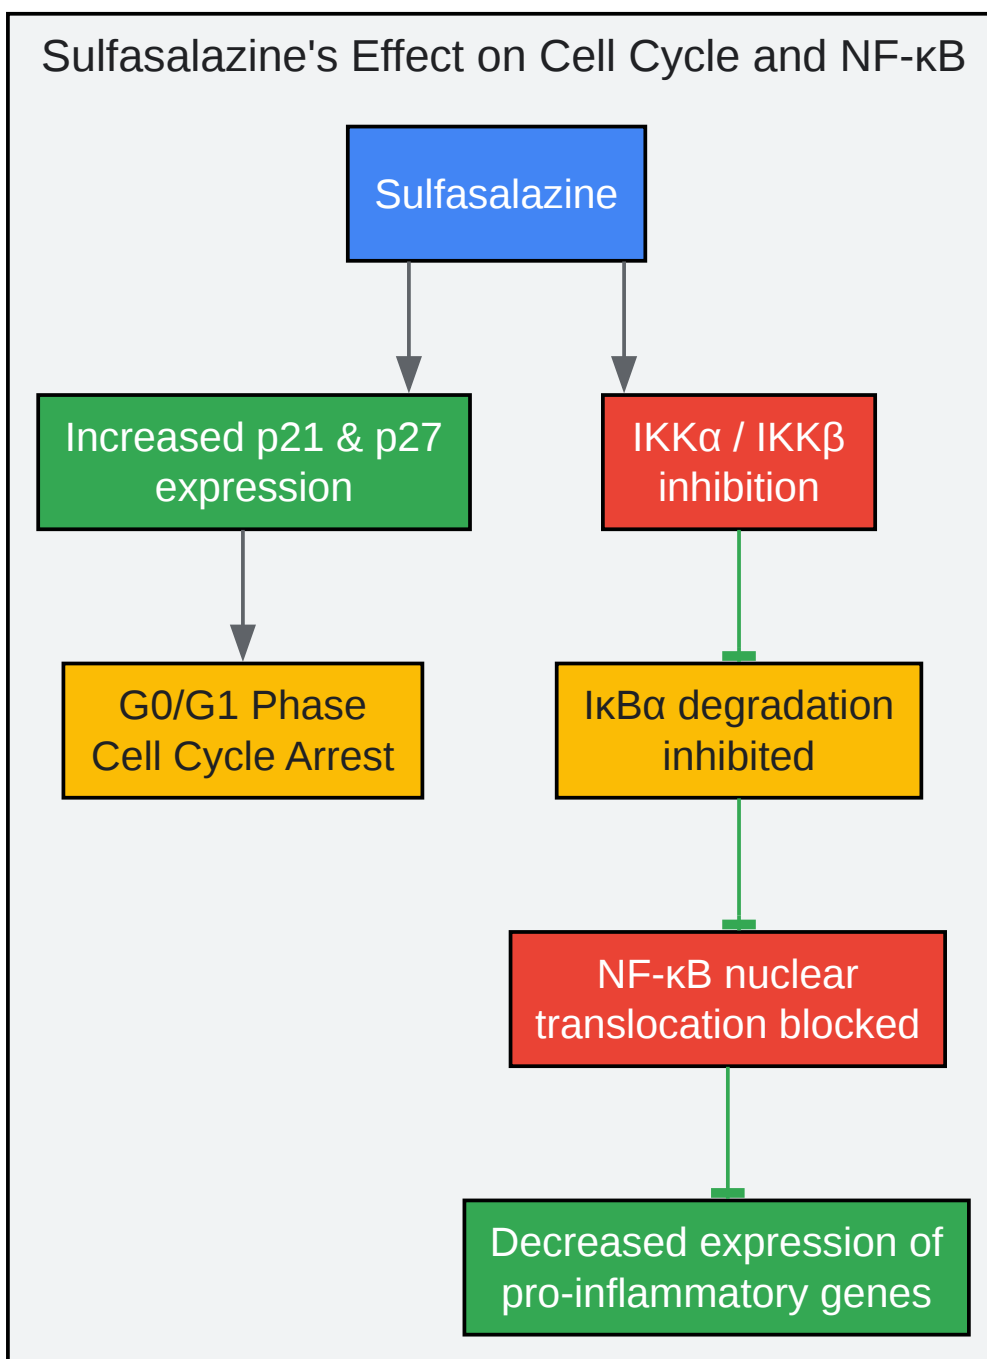 Sulfasalazine's Effect on Cell Cycle and NF-κB
Sulfasalazine
Increased p21 & p27
expression
IKKα / IKKβ
inhibition
G0/G1 Phase
Cell Cycle Arrest
IκBα degradation
inhibited
NF-κB nuclear
translocation blocked
Decreased expression of
pro-inflammatory genes